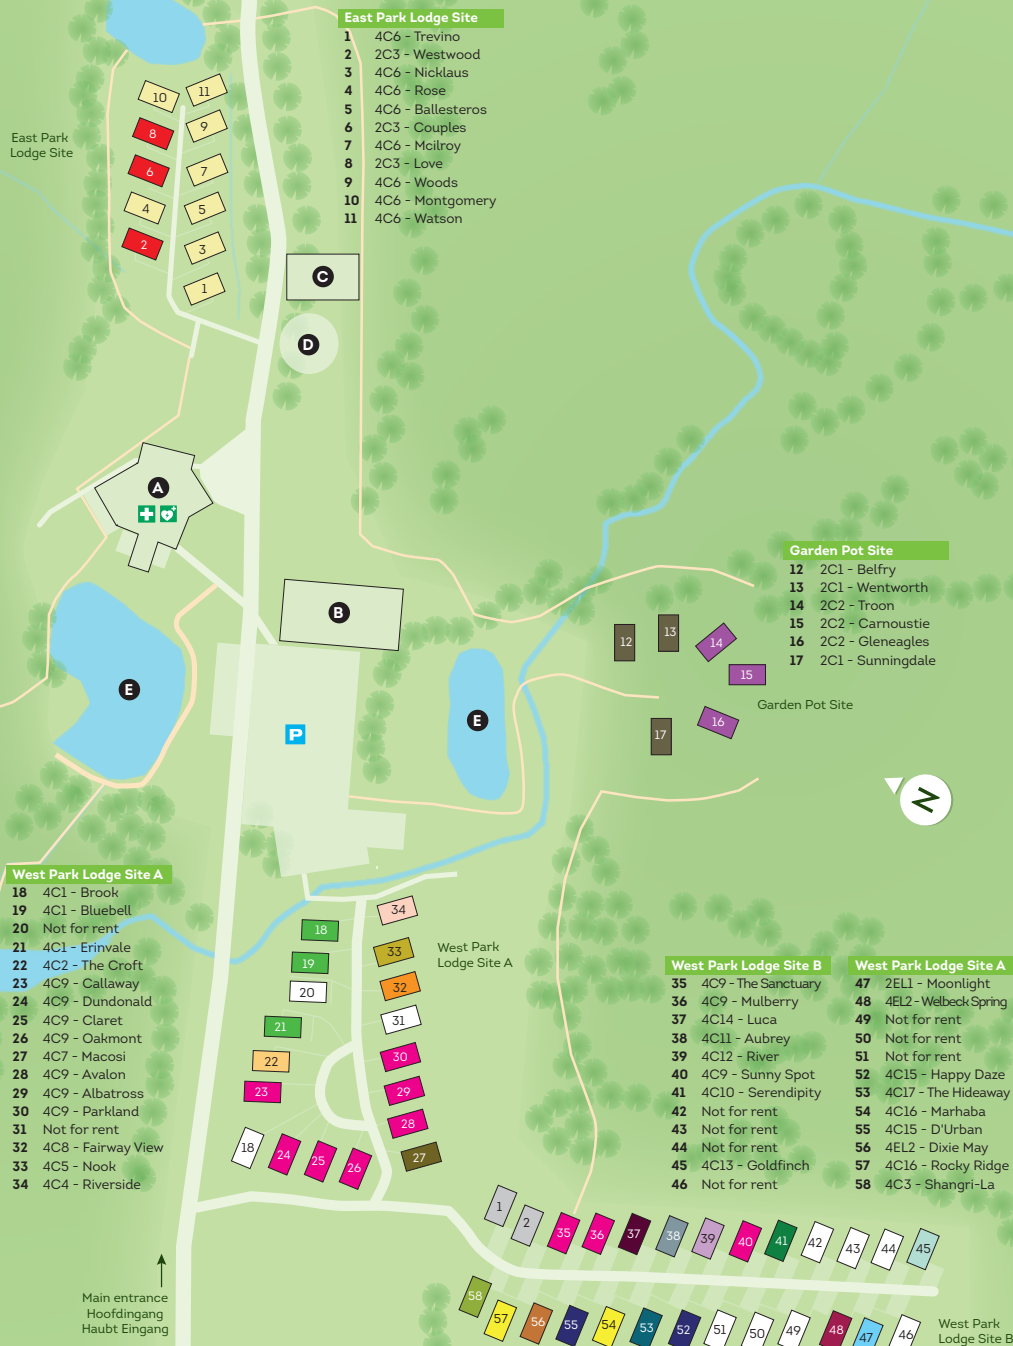 East Park Lodge Site
1 4C6 - Trevino
2 2C3 - Westwood
3 4C6 - Nicklaus
4 4C6 - Rose
5 4C6 - Ballesteros
6 2C3 - Couples
7 4C6 - Mcilroy
8 2C3 - Love
9 4C6 - Woods
10 4C6 - Montgomery
11 4C6 - Watson
East Park
Lodge Site
10
11
8
9
6
7
4
5
2
3
1
C
D
A
B
E
E
P
Garden Pot Site
12 2C1 - Belfry
13 2C1 - Wentworth
14 2C2 - Troon
15 2C2 - Carnoustie
16 2C2 - Gleneagles
17 2C1 - Sunningdale
12
13
14
15
16
17
Garden Pot Site
N
West Park Lodge Site A
18 4C1 - Brook
19 4C1 - Bluebell
20 Not for rent
21 4C1 - Erinvale
22 4C2 - The Croft
23 4C9 - Callaway
24 4C9 - Dundonald
25 4C9 - Claret
26 4C9 - Oakmont
27 4C7 - Macosi
28 4C9 - Avalon
29 4C9 - Albatross
30 4C9 - Parkland
31 Not for rent
32 4C8 - Fairway View
33 4C5 - Nook
34 4C4 - Riverside
34
18
33
19
32
20
31
21
30
22
29
23
28
27
18
24
25
26
West Park
Lodge Site A
West Park Lodge Site B
35 4C9 - The Sanctuary
36 4C9 - Mulberry
37 4C14 - Luca
38 4C11 - Aubrey
39 4C12 - River
40 4C9 - Sunny Spot
41 4C10 - Serendipity
42 Not for rent
43 Not for rent
44 Not for rent
45 4C13 - Goldfinch
46 Not for rent
West Park Lodge Site A
47 2EL1 - Moonlight
48 4EL2 - Welbeck Spring
49 Not for rent
50 Not for rent
51 Not for rent
52 4C15 - Happy Daze
53 4C17 - The Hideaway
54 4C16 - Marhaba
55 4C15 - D'Urban
56 4EL2 - Dixie May
57 4C16 - Rocky Ridge
58 4C3 - Shangri-La
1
2
35
36
37
38
39
40
41
42
43
44
45
58
57
56
55
54
53
52
51
50
49
48
47
46
West Park
Lodge Site B
Main entrance
Hoofdingang
Haubt Eingang